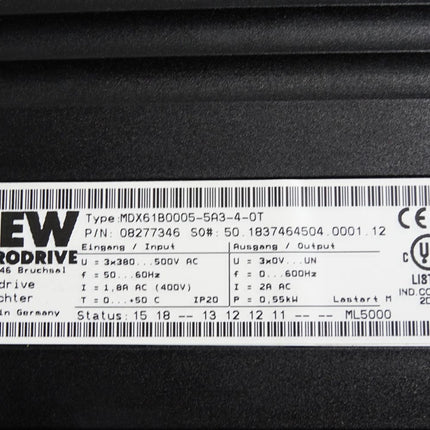 EW
RODRIVE
46 Bruchsal
drive
chter
in Germany
Type: MDX61B0005-5A3-4-0T
P/N: 08277346 SO#: 50.1837464504.0001.12
Eingang / Input Ausgang / Output
U = 3x380...500V AC U = 3x0V...UN
f = 50...60Hz f = 0...600Hz
I = 1,8A AC (400V) I = 2A AC
T = 0...+50 C IP20 P = 0,55kW Lastart M
Status: 15 18 -- 13 12 12 11 -- -- -- ML5000
CE
C UL
LIST
IND.CO